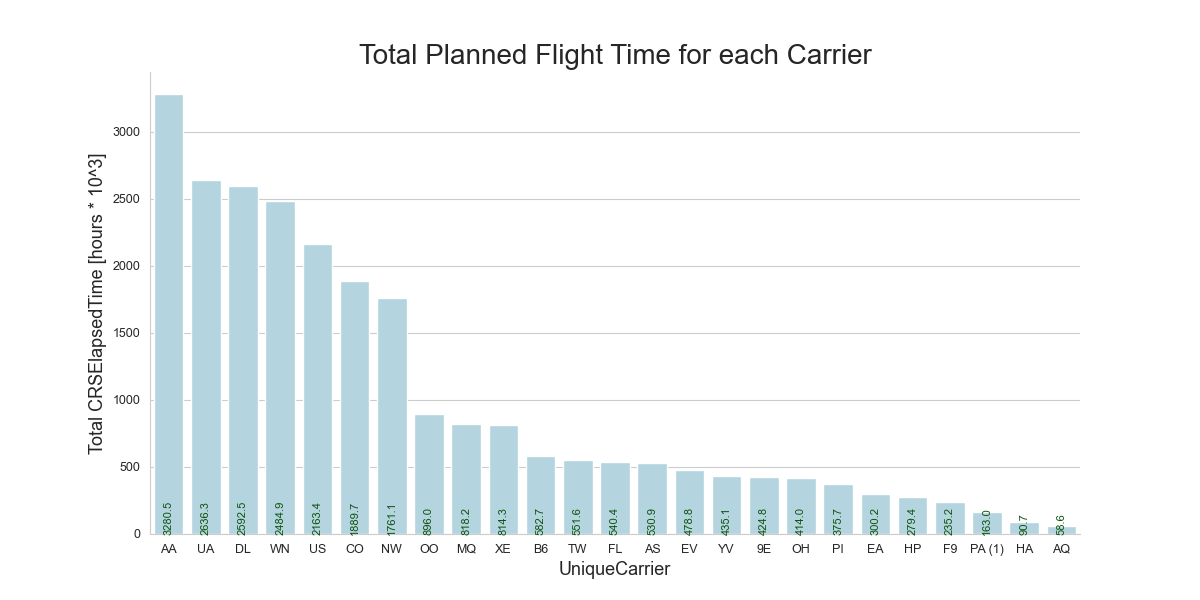 Total Planned Flight Time for each Carrier
Total CRSElapsedTime [hours * 10^3]
3000
2500
2000
1500
1000
500
0
3280.5 2636.3 2592.5 2484.9 2163.4 1889.7 1761.1 896.0 818.2 814.3 582.7 551.6 540.4 530.9 478.8 435.1 424.8 414.0 375.7 300.2 279.4 235.2 163.0 90.7 58.6
AA UA DL WN US CO NW OO MQ XE B6 TW FL AS EV YV 9E OH PI EA HP F9 PA (1) HA AQ
UniqueCarrier